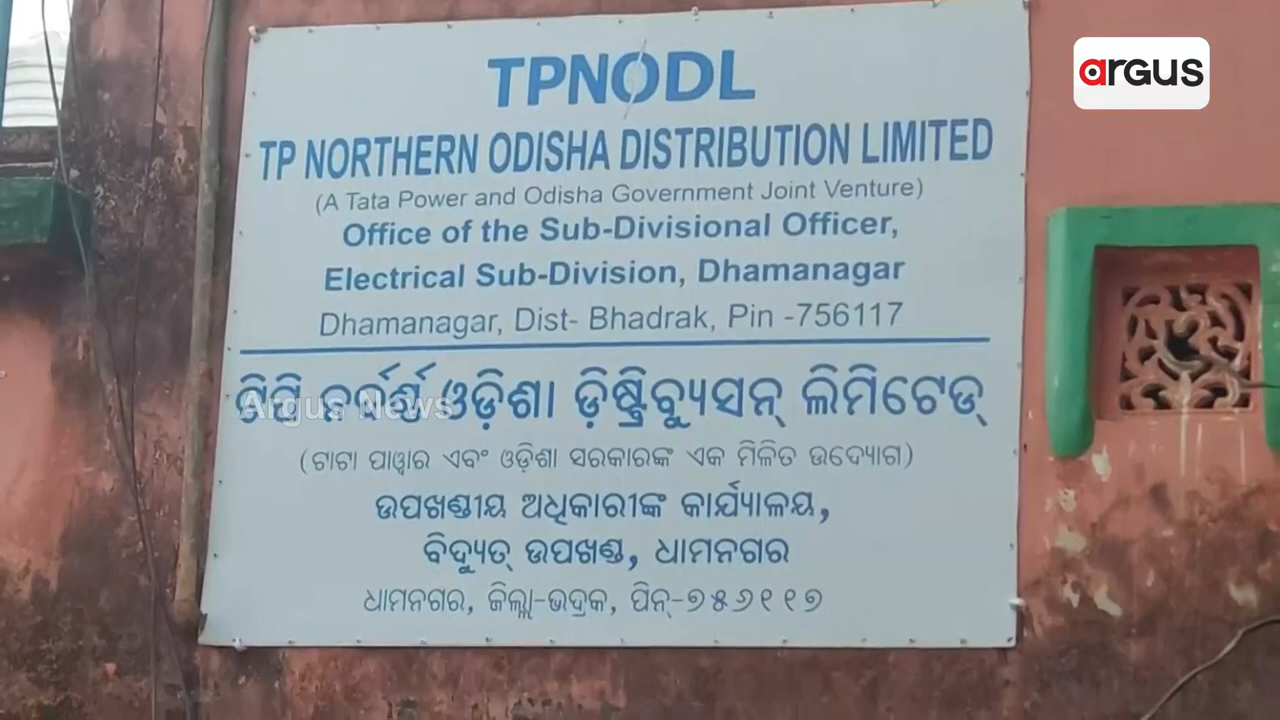 argus
TPNODL
TP NORTHERN ODISHA DISTRIBUTION LIMITED
(A Tata Power and Odisha Government Joint Venture)
Office of the Sub-Divisional Officer,
Electrical Sub-Division, Dhamanagar
Dhamanagar, Dist- Bhadrak, Pin -756117
ଟିପି ନର୍ଦର୍ଣ୍ଣ ଓଡ଼ିଶା ଡ଼ିଷ୍ଟ୍ରିବ୍ୟୁସନ୍ ଲିମିଟେଡ୍
Argus News
(ଟାଟା ପାୱାର ଏବଂ ଓଡ଼ିଶା ସରକାରଙ୍କ ଏକ ମିଳିତ ଉଦ୍ୟୋଗ)
ଉପଖଣ୍ଡୀୟ ଅଧିକାରୀଙ୍କ କାର୍ଯ୍ୟାଳୟ,
ବିଦ୍ୟୁତ୍ ଉପଖଣ୍ଡ, ଧାମନଗର
ଧାମନଗର, ଜିଲ୍ଲା-ଭଦ୍ରକ, ପିନ୍-୭୫୬୧୧୭